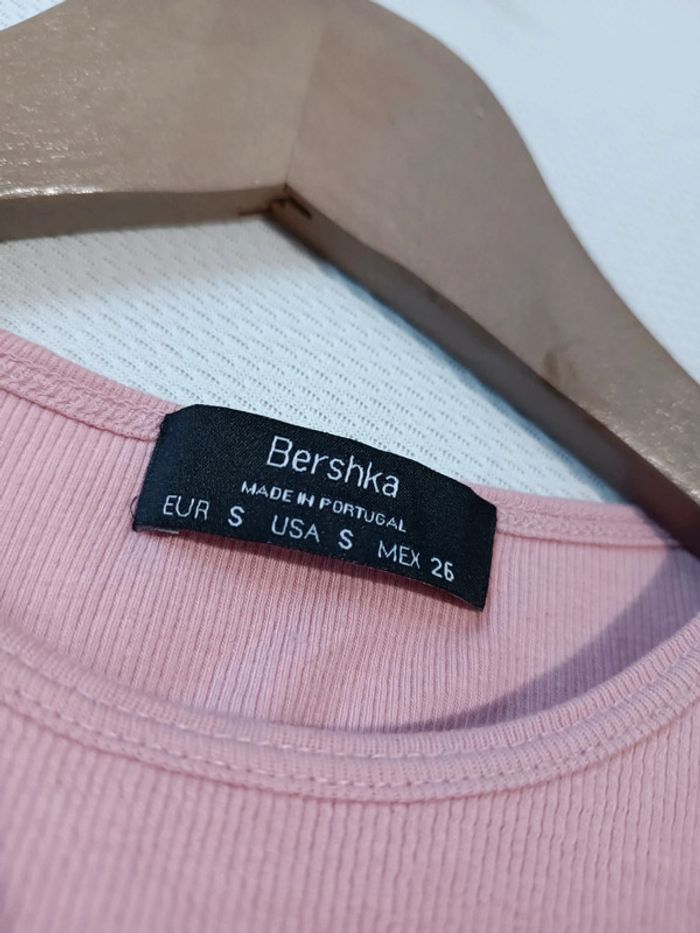 Bershka
MADE IN PORTUGAL
EUR S USA S MEX 26